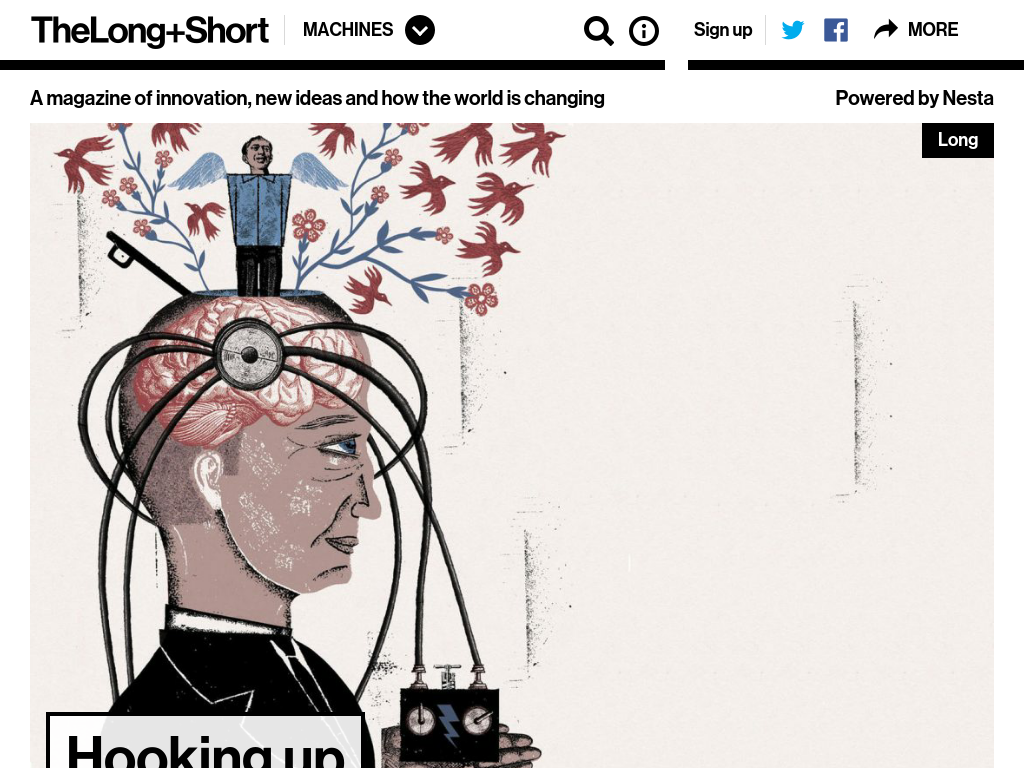 TheLong+Short
MACHINES
Sign up
MORE
A magazine of innovation, new ideas and how the world is changing
Powered by Nesta
Long
Hooking up